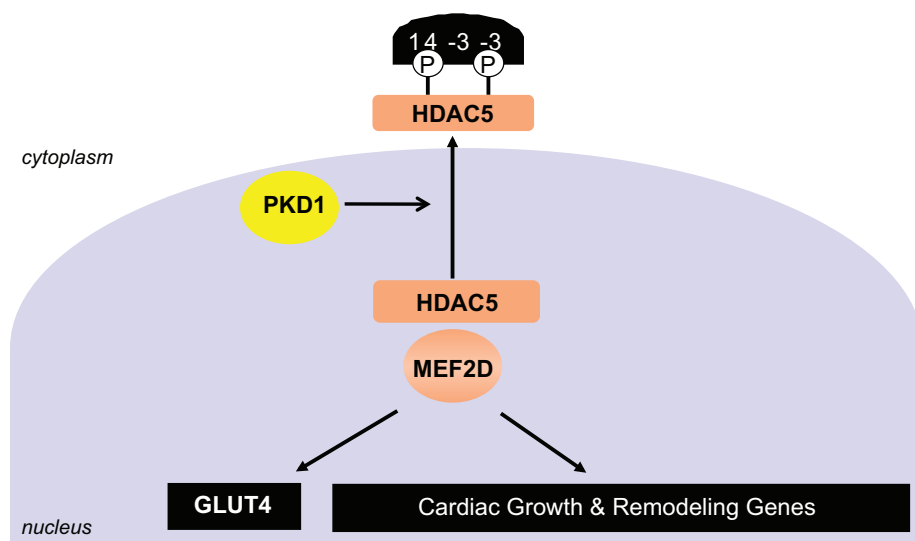 14 -3 -3
P P
HDAC5
cytoplasm
PKD1
HDAC5
MEF2D
GLUT4
Cardiac Growth & Remodeling Genes
nucleus